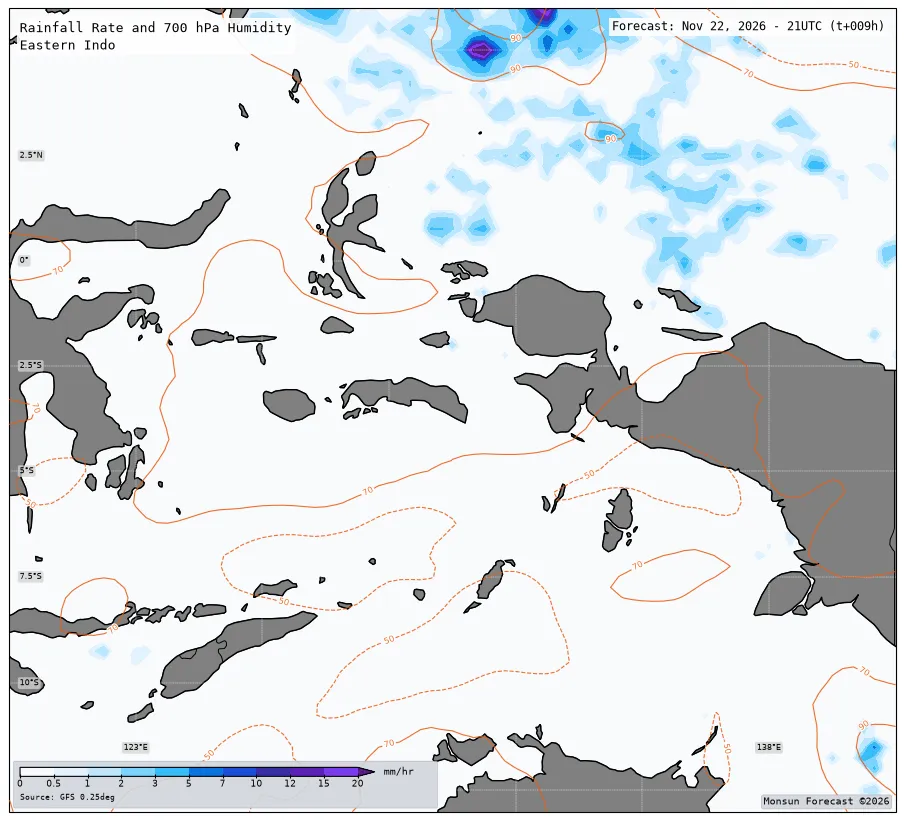 Rainfall Rate and 700 hPa Humidity
Eastern Indo
Forecast: Nov 22, 2026 - 21UTC (t+009h)
90
50
70
90
90
2.5°N
0°
70
2.5°S
70
5°S
50
50
70
7.5°S
70
50
70
50
10°S
70
90
123°E
138°E
70
50
50
0 0.5 1 2 3 5 7 10 12 15 20 mm/hr
Source: GFS 0.25deg
Monsun Forecast ©2026